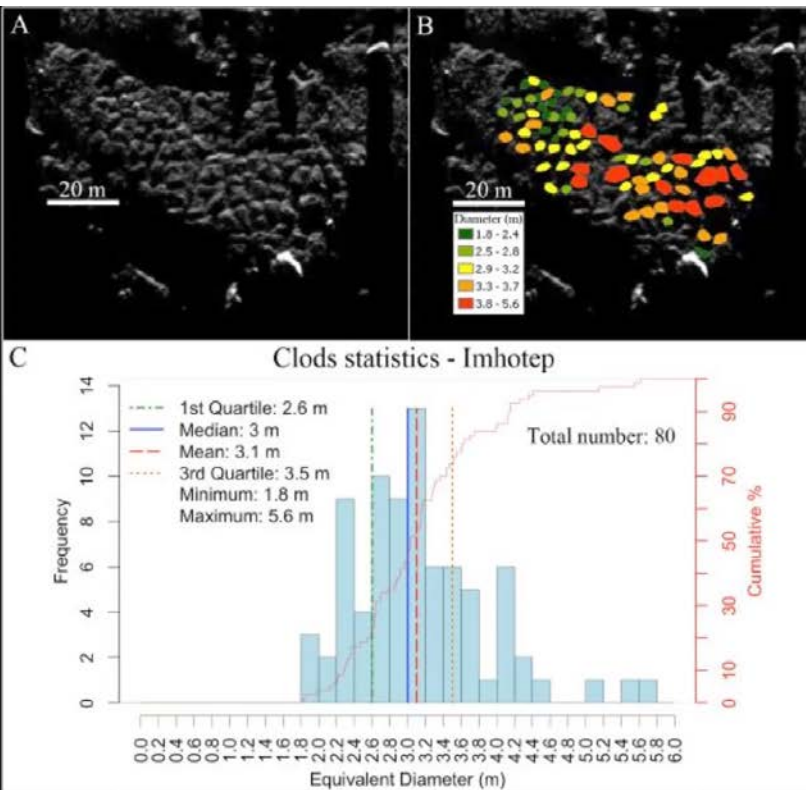 A
20 m
B
20 m
Diameter (m)
1.8 - 2.4
2.5 - 2.8
2.9 - 3.2
3.3 - 3.7
3.8 - 5.6
C
Clods statistics - Imhotep
1st Quartile: 2.6 m
Median: 3 m
Mean: 3.1 m
3rd Quartile: 3.5 m
Minimum: 1.8 m
Maximum: 5.6 m
Total number: 80
Frequency
14
12
10
8
6
4
2
0
Cumulative %
90
70
50
30
10
0
0.0 0.2 0.4 0.6 0.8 1.0 1.2 1.4 1.6 1.8 2.0 2.2 2.4 2.6 2.8 3.0 3.2 3.4 3.6 3.8 4.0 4.2 4.4 4.6 4.8 5.0 5.2 5.4 5.6 5.8 6.0
Equivalent Diameter (m)